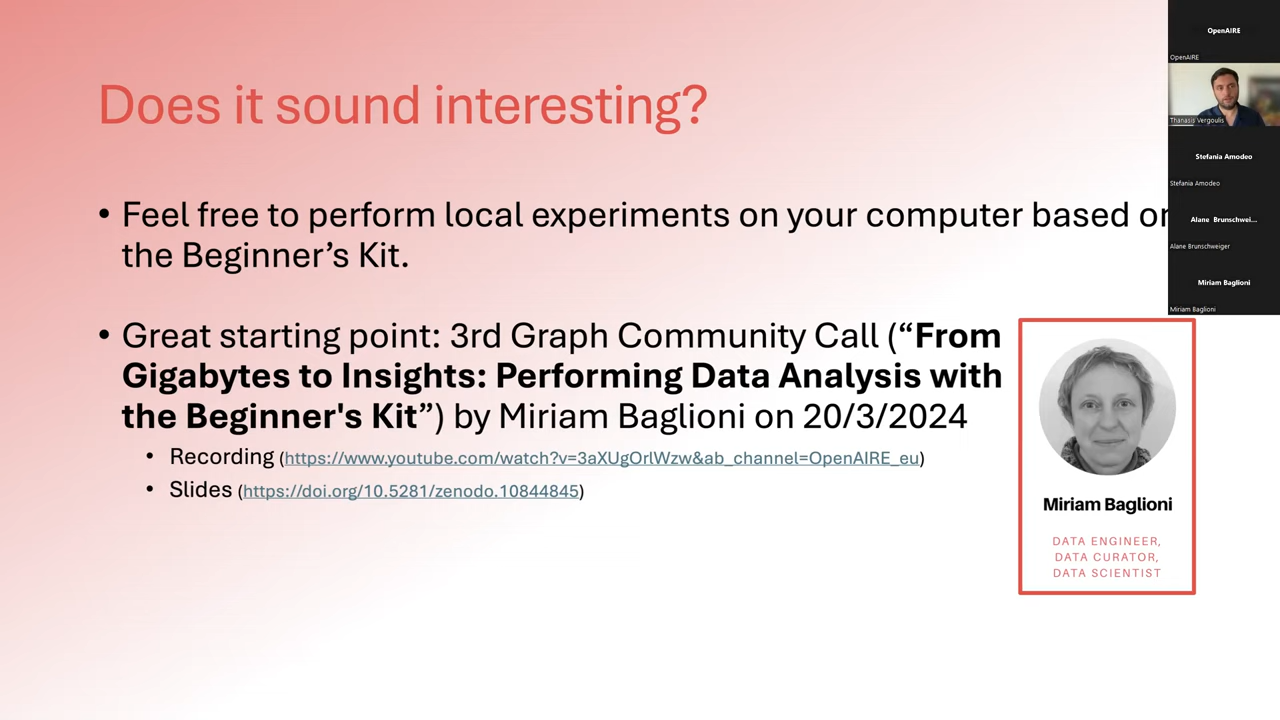 Does it sound interesting?
• Feel free to perform local experiments on your computer based on
the Beginner’s Kit.
• Great starting point: 3rd Graph Community Call (“From
Gigabytes to Insights: Performing Data Analysis with
the Beginner's Kit”) by Miriam Baglioni on 20/3/2024
• Recording (https://www.youtube.com/watch?v=3aXUgOrlWzw&ab_channel=OpenAIRE_eu)
• Slides (https://doi.org/10.5281/zenodo.10844845)
Miriam Baglioni
DATA ENGINEER,
DATA CURATOR,
DATA SCIENTIST
OpenAIRE
OpenAIRE
Thanasis Vergoulis
Stefania Amodeo
Stefania Amodeo
Alane Brunschwei...
Alane Brunschweiger
Miriam Baglioni
Miriam Baglioni